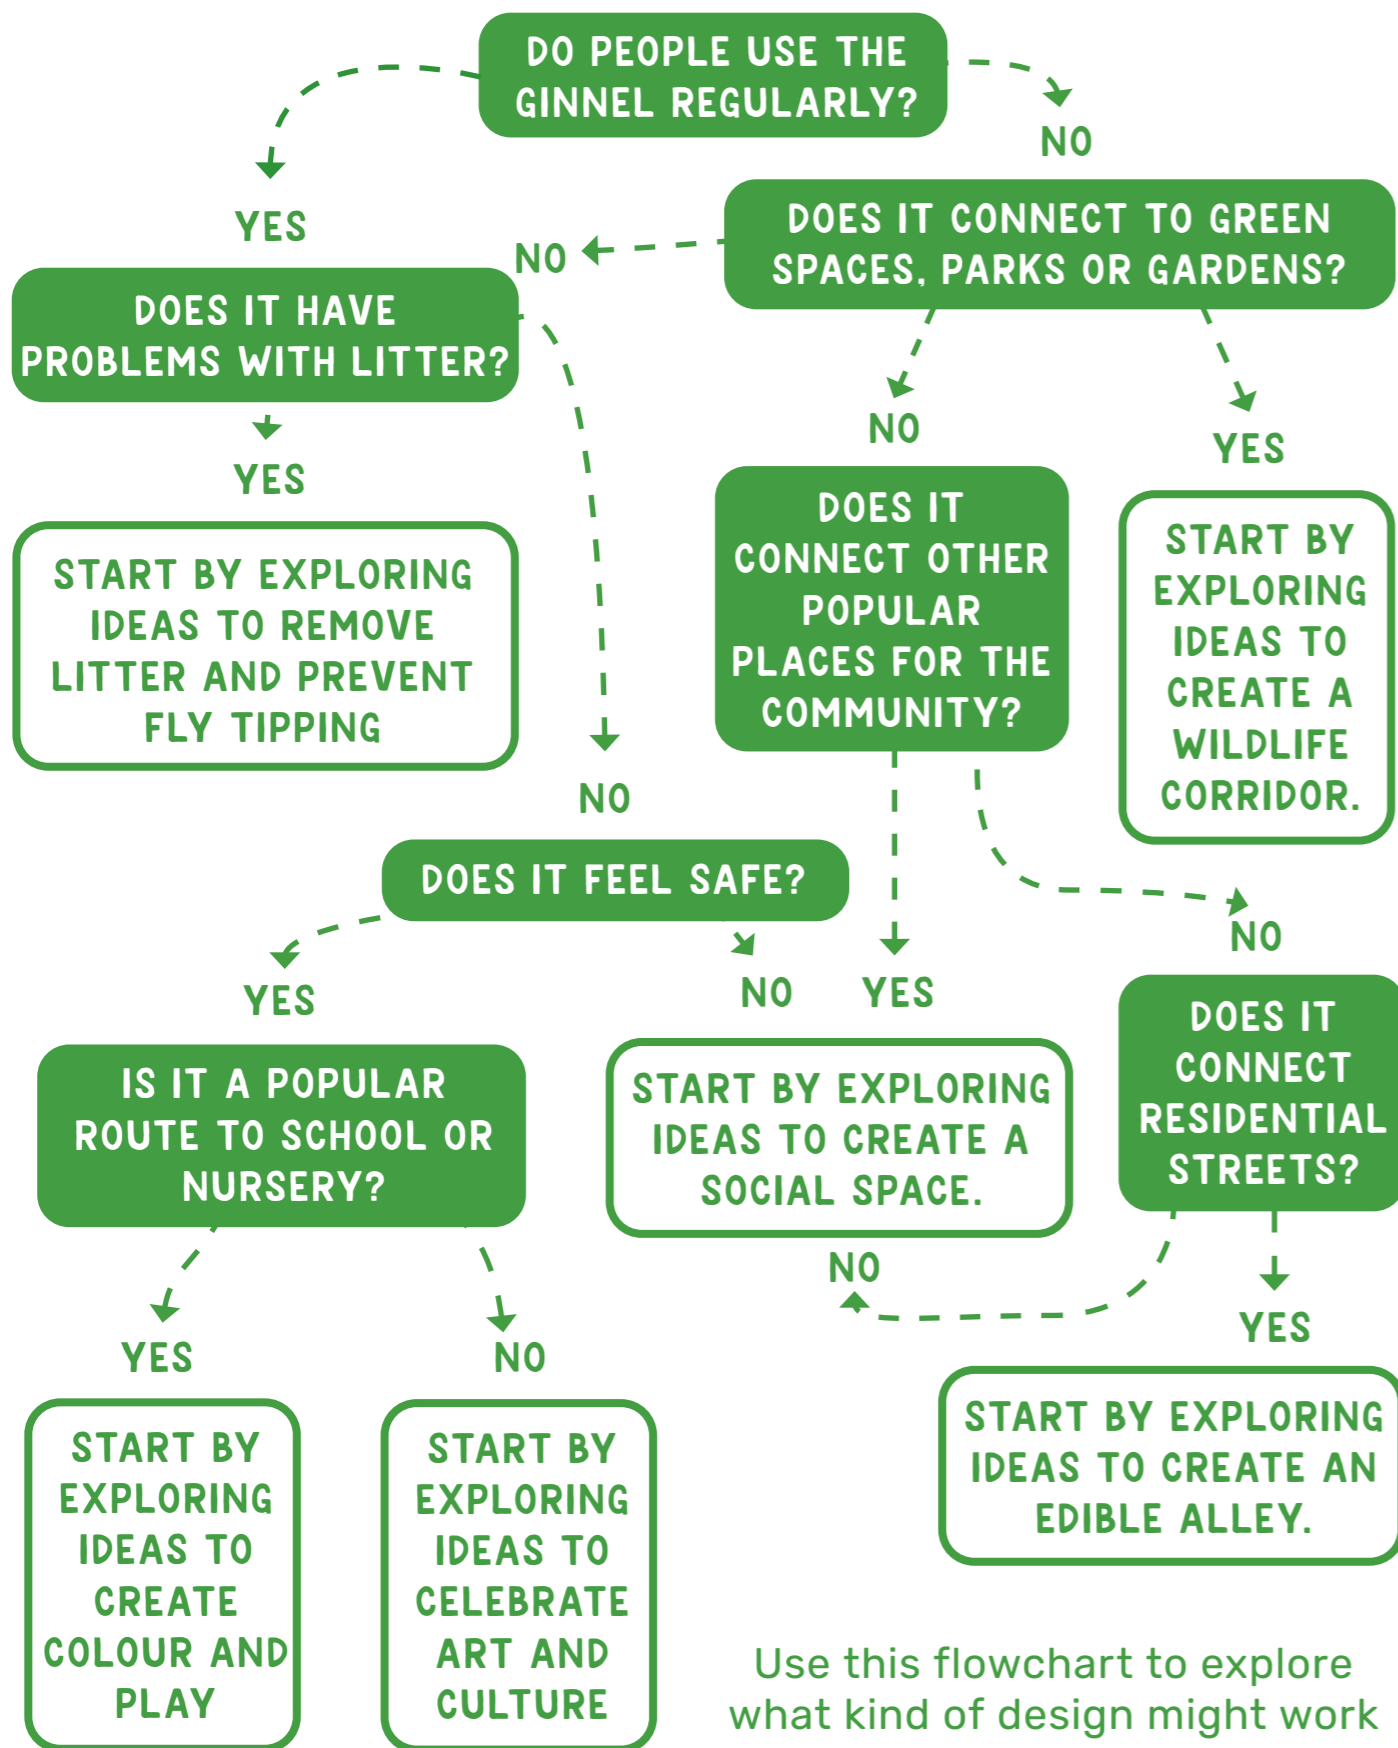 DO PEOPLE USE THE
GINNEL REGULARLY?
NO
YES
DOES IT CONNECT TO GREEN
SPACES, PARKS OR GARDENS?
NO
DOES IT HAVE
PROBLEMS WITH LITTER?
NO
YES
YES
DOES IT
CONNECT OTHER
POPULAR
PLACES FOR THE
COMMUNITY?
START BY
EXPLORING
IDEAS TO
CREATE A
WILDLIFE
CORRIDOR.
START BY EXPLORING
IDEAS TO REMOVE
LITTER AND PREVENT
FLY TIPPING
NO
DOES IT FEEL SAFE?
NO
YES
NO
YES
DOES IT
CONNECT
RESIDENTIAL
STREETS?
IS IT A POPULAR
ROUTE TO SCHOOL OR
NURSERY?
START BY EXPLORING
IDEAS TO CREATE A
SOCIAL SPACE.
NO
YES
YES
NO
START BY EXPLORING
IDEAS TO CREATE AN
EDIBLE ALLEY.
START BY
EXPLORING
IDEAS TO
CREATE
COLOUR AND
PLAY
START BY
EXPLORING
IDEAS TO
CELEBRATE
ART AND
CULTURE
Use this flowchart to explore
what kind of design might work